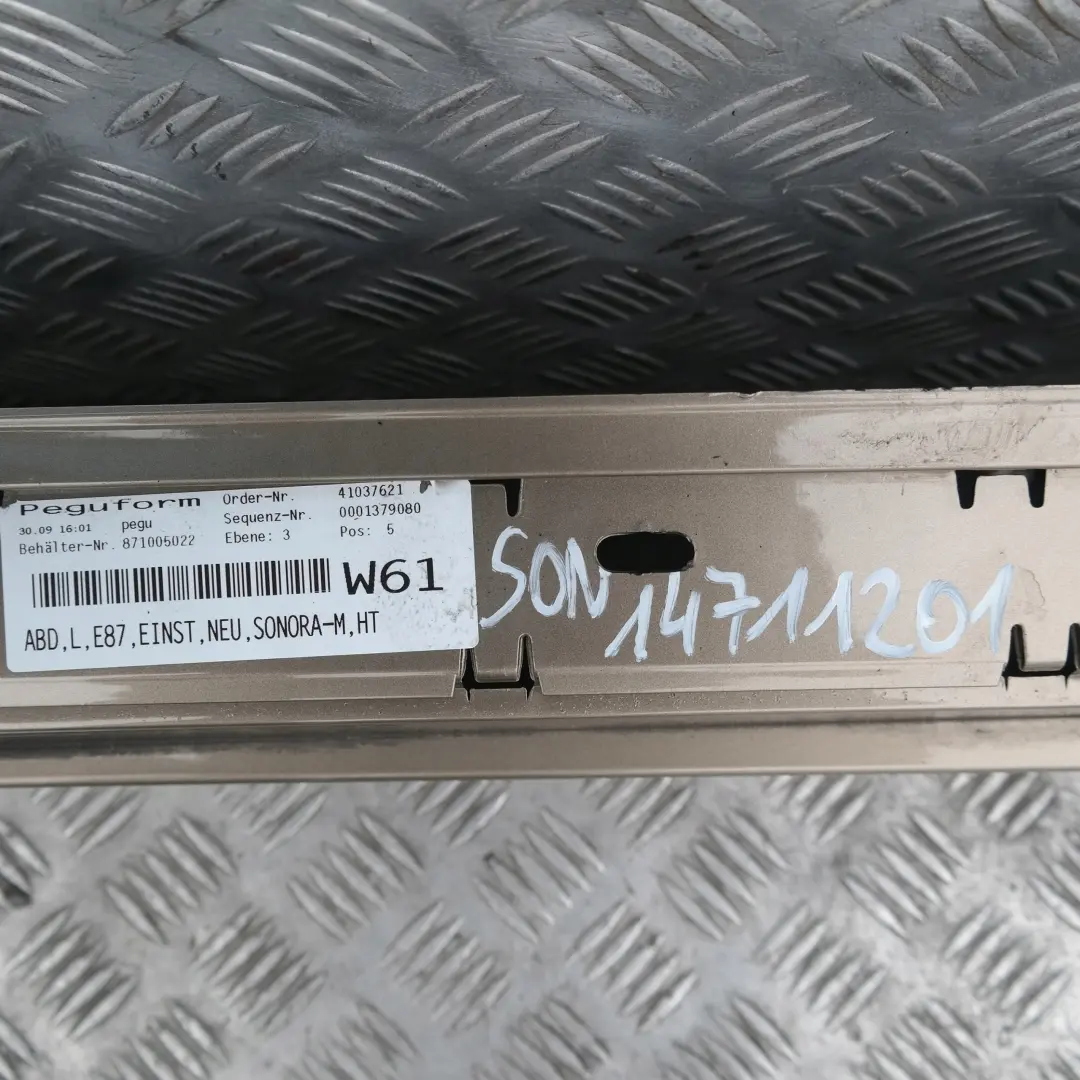 Peguform Order-Nr. 41037621
30.09 16:01 pegu Sequenz-Nr. 0001379080
Behälter-Nr. 871005022 Ebene: 3 Pos: 5
W61
ABD,L,E87,EINST,NEU,SONORA-M,HT
SON 14711201